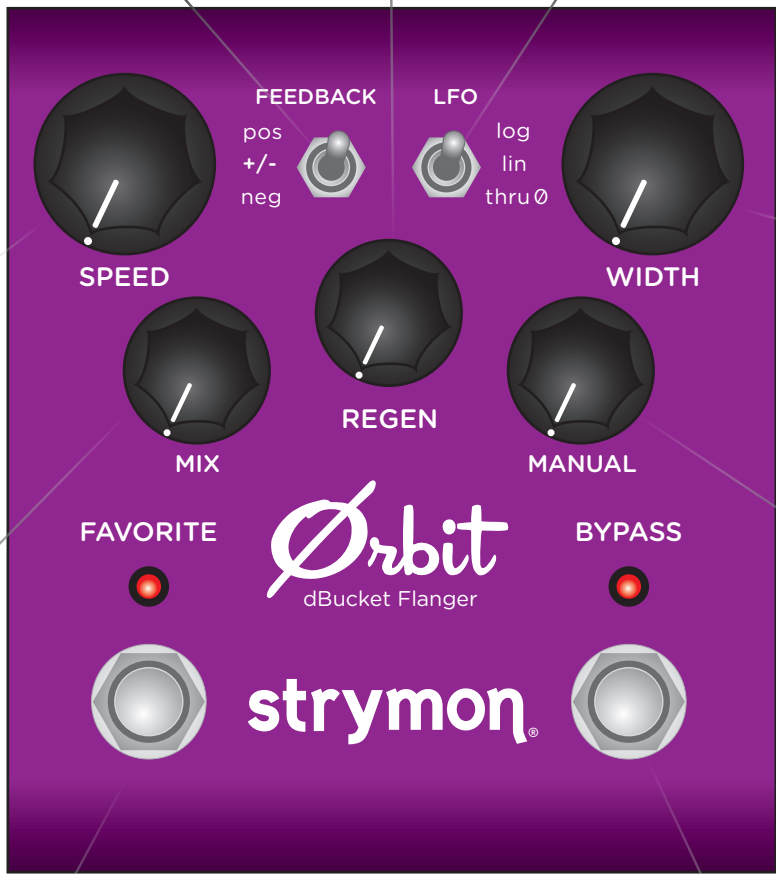 FEEDBACK LFO
pos log
+/- lin
neg thru Ø
SPEED WIDTH
REGEN
MIX MANUAL
FAVORITE BYPASS
Ørbit
dBucket Flanger
strymon®